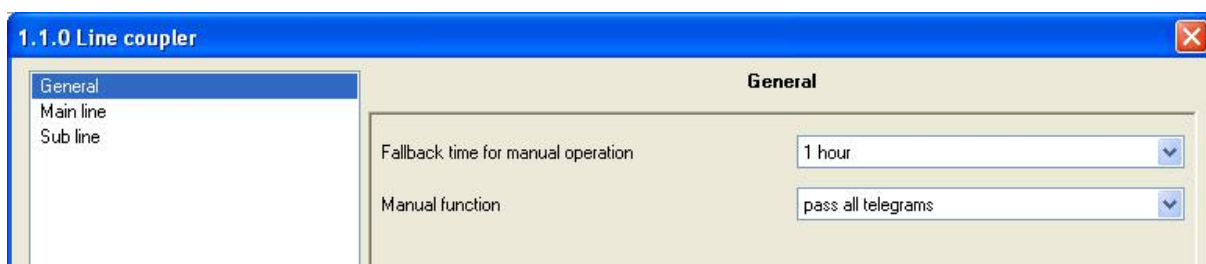 1.1.0 Line coupler
General
Main line
Sub line
General
Fallback time for manual operation
1 hour
Manual function
pass all telegrams